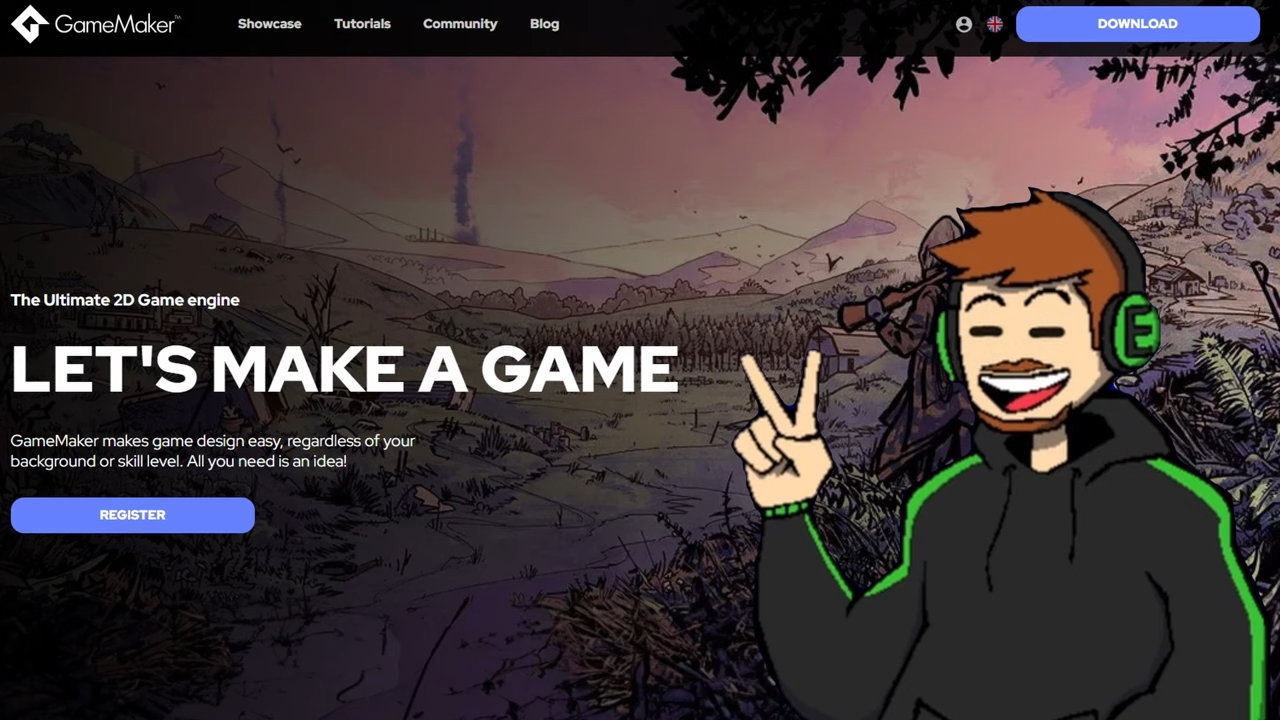 GameMaker™
Showcase
Tutorials
Community
Blog
DOWNLOAD
The Ultimate 2D Game engine
LET'S MAKE A GAME
GameMaker makes game design easy, regardless of your
background or skill level. All you need is an idea!
REGISTER
E